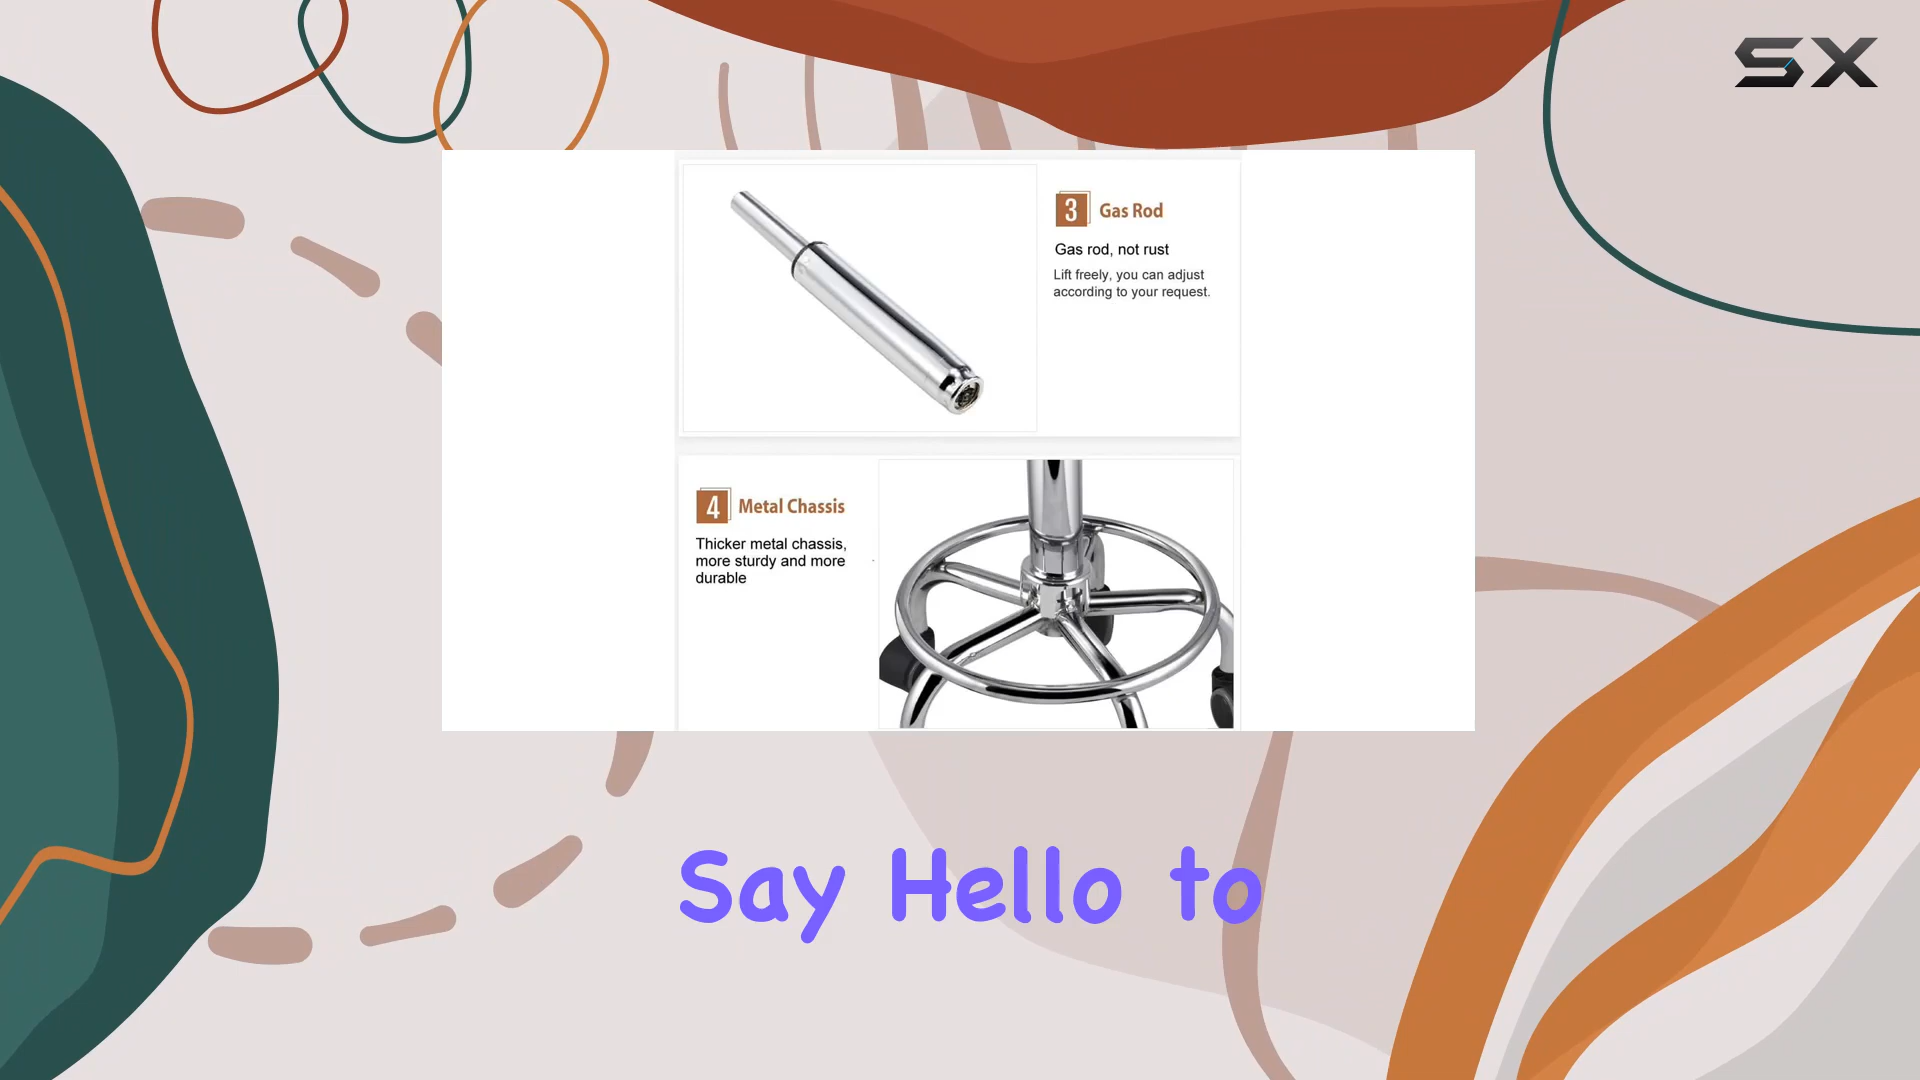 SX
3 Gas Rod
Gas rod, not rust
Lift freely, you can adjust
according to your request.
4 Metal Chassis
Thicker metal chassis,
more sturdy and more
durable
Say Hello to